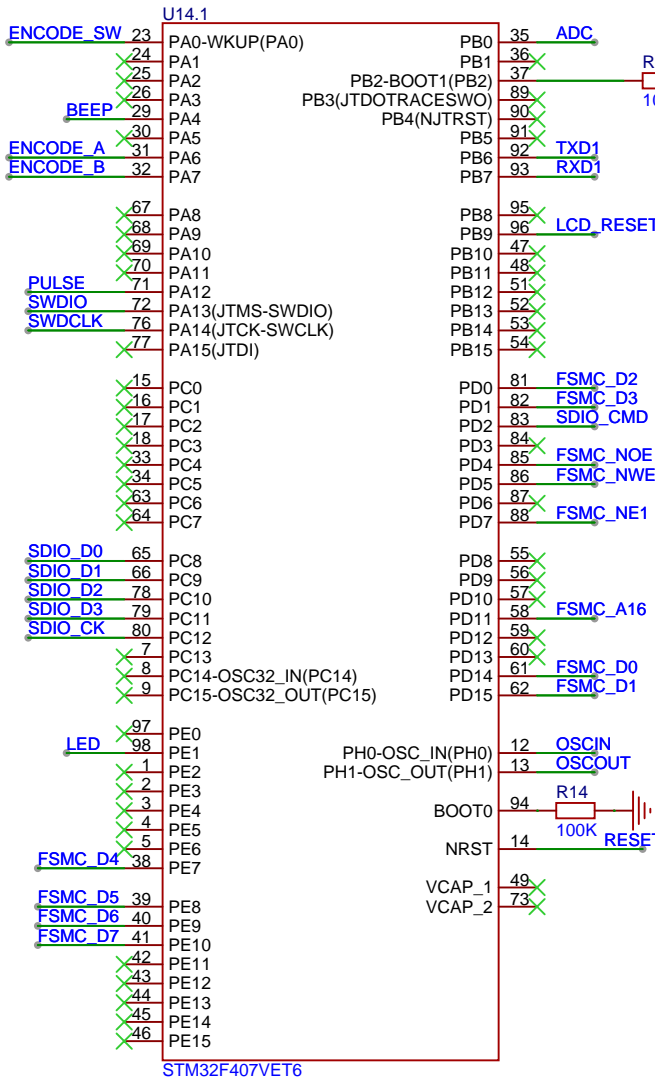 U14.1
ENCODE_SW 23 PA0-WKUP(PA0) PB0 35 ADC
24 PA1 PB1 36
25 PA2 PB2-BOOT1(PB2) 37 R
26 PA3 PB3(JTDOTRACESWO) 89 10
BEEP 29 PA4 PB4(NJTRST) 90
30 PA5 PB5 91
ENCODE_A 31 PA6 PB6 92 TXD1
ENCODE_B 32 PA7 PB7 93 RXD1
67 PA8 PB8 95
68 PA9 PB9 96 LCD_RESET
69 PA10 PB10 47
70 PA11 PB11 48
PULSE 71 PA12 PB12 51
SWDIO 72 PA13(JTMS-SWDIO) PB13 52
SWDCLK 76 PA14(JTCK-SWCLK) PB14 53
77 PA15(JTDI) PB15 54
15 PC0 PD0 81 FSMC_D2
16 PC1 PD1 82 FSMC_D3
17 PC2 PD2 83 SDIO_CMD
18 PC3 PD3 84
33 PC4 PD4 85 FSMC_NOE
34 PC5 PD5 86 FSMC_NWE
63 PC6 PD6 87
64 PC7 PD7 88 FSMC_NE1
SDIO_D0 65 PC8 PD8 55
SDIO_D1 66 PC9 PD9 56
SDIO_D2 78 PC10 PD10 57
SDIO_D3 79 PC11 PD11 58 FSMC_A16
SDIO_CK 80 PC12 PD12 59
7 PC13 PD13 60
8 PC14-OSC32_IN(PC14) PD14 61 FSMC_D0
9 PC15-OSC32_OUT(PC15) PD15 62 FSMC_D1
97 PE0
LED 98 PE1 PH0-OSC_IN(PH0) 12 OSCIN
1 PE2 PH1-OSC_OUT(PH1) 13 OSCOUT
2 PE3 R14
3 PE4 BOOT0 94
4 PE5 100K
5 PE6 NRST 14 RESET
FSMC_D4 38 PE7
VCAP_1 49
FSMC_D5 39 PE8 VCAP_2 73
FSMC_D6 40 PE9
FSMC_D7 41 PE10
42 PE11
43 PE12
44 PE13
45 PE14
46 PE15
STM32F407VET6